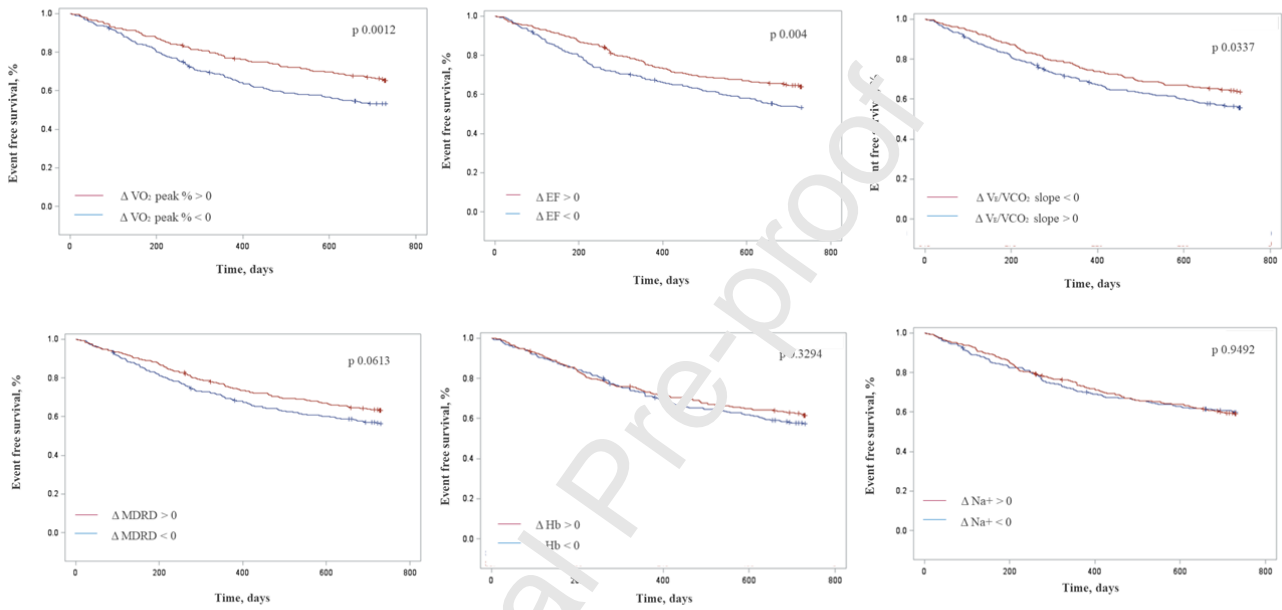 p 0.0012
Event free survival, %
1.0
0.8
0.6
0.4
0.2
0.0
Δ VO₂ peak % > 0
Δ VO₂ peak % < 0
0 200 400 600 800
Time, days
p 0.004
Event free survival, %
1.0
0.8
0.6
0.4
0.2
0.0
Δ EF > 0
Δ EF < 0
0 200 400 600 800
Time, days
p 0.0337
free survival, %
1.0
0.8
0.6
0.4
0.2
0.0
Δ VE/VCO₂ slope < 0
Δ VE/VCO₂ slope > 0
0 200 400 600 800
Time, days
p 0.0613
Event free survival, %
1.0
0.8
0.6
0.4
0.2
0.0
Δ MDRD > 0
Δ MDRD < 0
0 200 400 600 800
Time, days
.3294
Event free survival, %
1.0
0.8
0.6
0.4
0.2
0.0
Δ Hb > 0
Hb < 0
0 400 600 800
Time, days
p 0.9492
Event free survival, %
1.0
0.8
0.6
0.4
0.2
0.0
Δ Na+ > 0
Δ Na+ < 0
0 200 400 600 800
Time, days
al Pre-proof